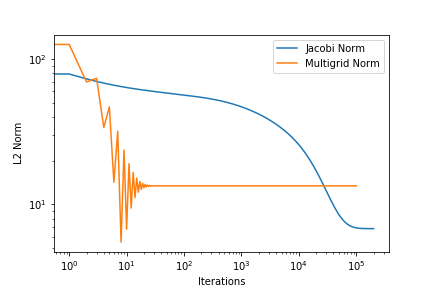 Jacobi Norm
Multigrid Norm
L2 Norm
10²
10¹
10⁰ 10¹ 10² 10³ 10⁴ 10⁵
Iterations